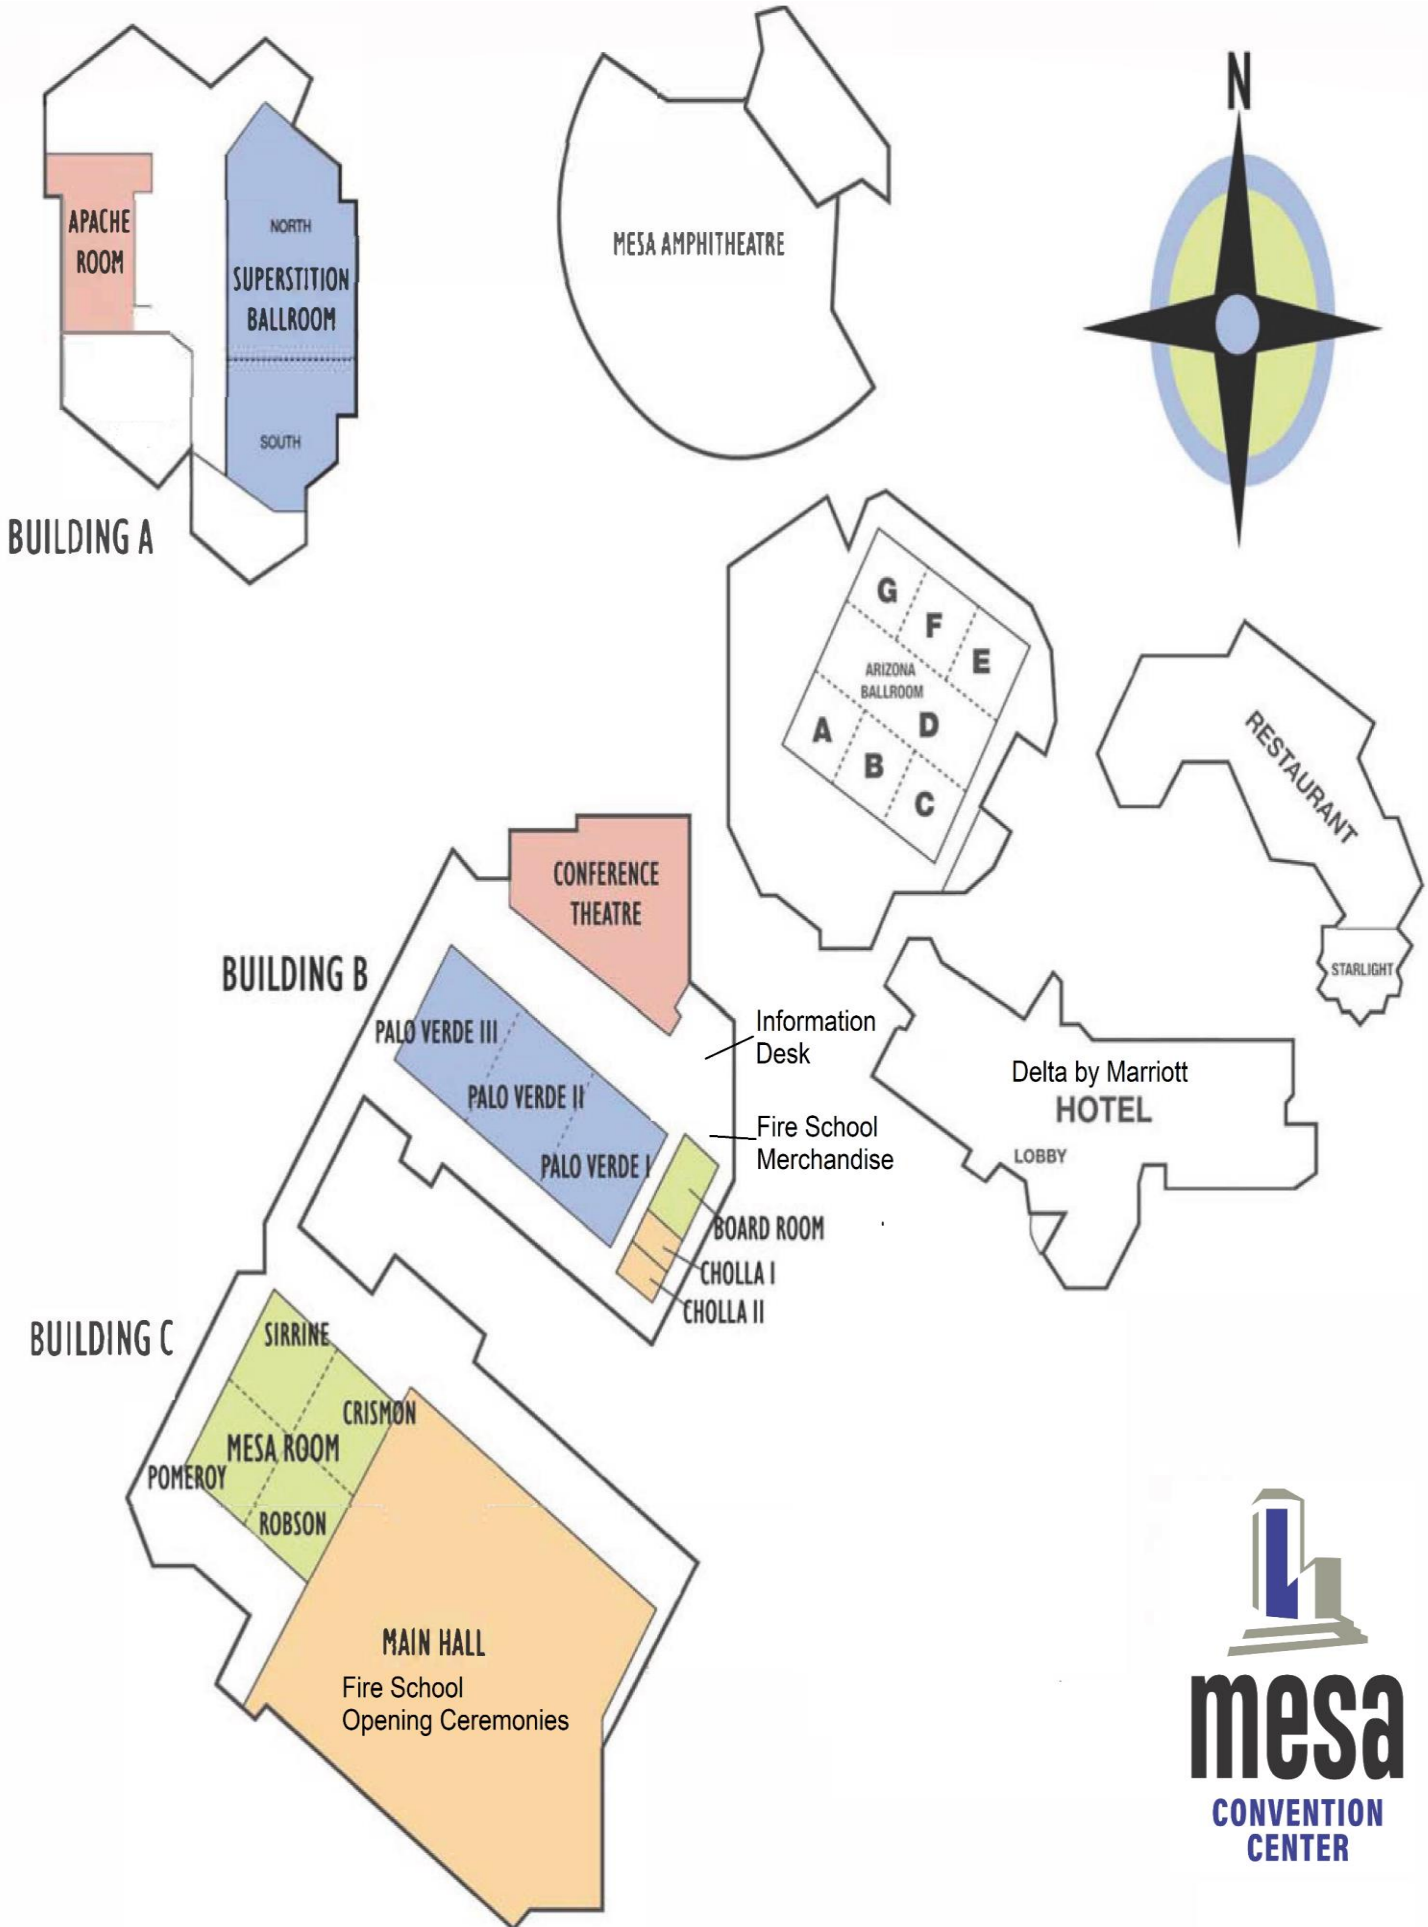 N
APACHE
ROOM
NORTH
SUPERSTITION
BALLROOM
SOUTH
BUILDING A
MESA AMPHITHEATRE
G
F
E
ARIZONA
BALLROOM
D
A
B
C
RESTAURANT
STARLIGHT
CONFERENCE
THEATRE
BUILDING B
PALO VERDE III
PALO VERDE II
PALO VERDE I
Information
Desk
Fire School
Merchandise
BOARD ROOM
CHOLLA I
CHOLLA II
Delta by Marriott
HOTEL
LOBBY
BUILDING C
SIRRINE
CRISMON
MESA ROOM
POMEROY
ROBSON
MAIN HALL
Fire School
Opening Ceremonies
mesa
CONVENTION
CENTER